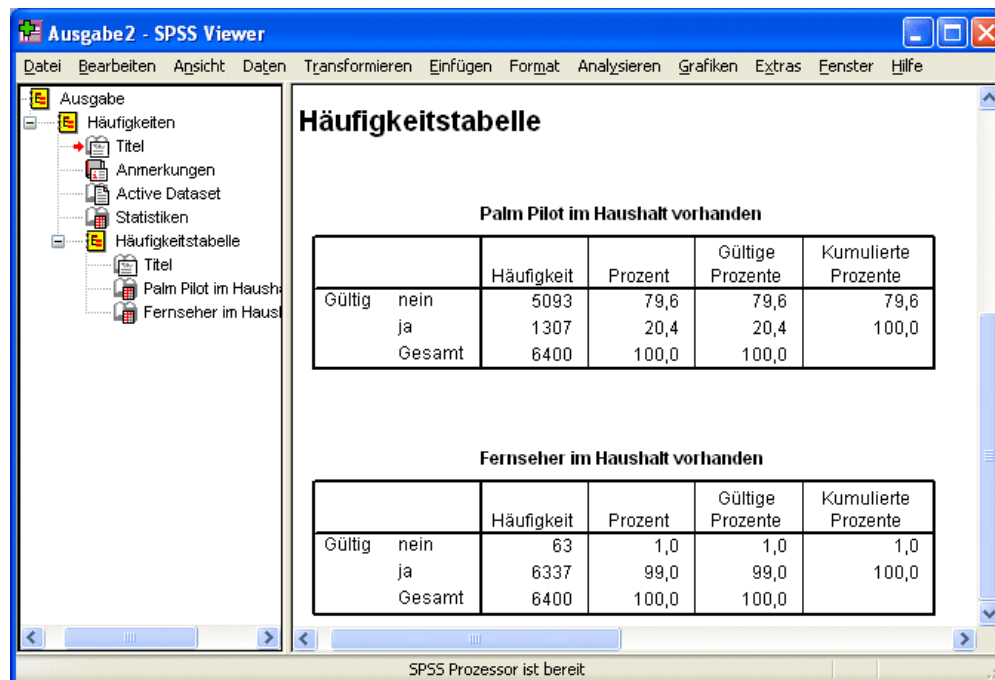 Ausgabe2 - SPSS Viewer
Datei Bearbeiten Ansicht Daten Transformieren Einfügen Format Analysieren Grafiken Extras Fenster Hilfe
Ausgabe
Häufigkeiten
Titel
Anmerkungen
Active Dataset
Statistiken
Häufigkeitstabelle
Titel
Palm Pilot im Haush
Fernseher im Haus
Häufigkeitstabelle
Palm Pilot im Haushalt vorhanden
Häufigkeit Prozent Gültige Prozente Kumulierte Prozente
Gültig nein 5093 79,6 79,6 79,6
ja 1307 20,4 20,4 100,0
Gesamt 6400 100,0 100,0
Fernseher im Haushalt vorhanden
Häufigkeit Prozent Gültige Prozente Kumulierte Prozente
Gültig nein 63 1,0 1,0 1,0
ja 6337 99,0 99,0 100,0
Gesamt 6400 100,0 100,0
SPSS Prozessor ist bereit